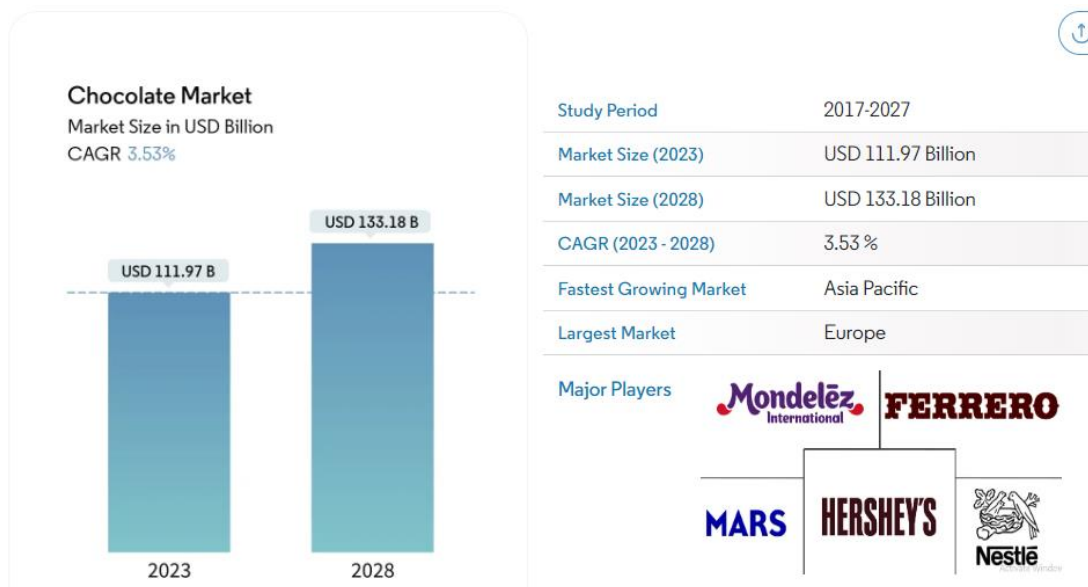 Chocolate Market
Market Size in USD Billion
CAGR 3.53%
USD 133.18 B
USD 111.97 B
2023
2028
Study Period 2017-2027
Market Size (2023) USD 111.97 Billion
Market Size (2028) USD 133.18 Billion
CAGR (2023 - 2028) 3.53 %
Fastest Growing Market Asia Pacific
Largest Market Europe
Major Players
Mondelēz
International
FERRERO
MARS
HERSHEY'S
Nestlē